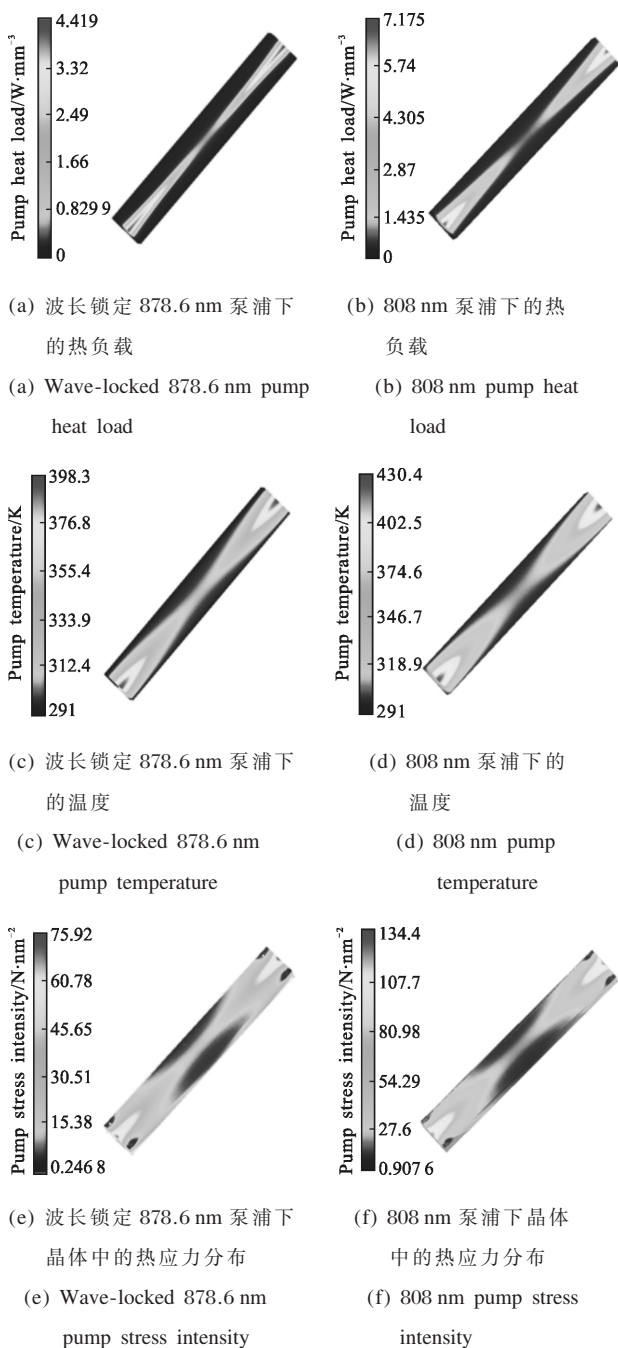 4.419
3.32
2.49
1.66
0.829 9
0
Pump heat load/W·mm⁻³
7.175
5.74
4.305
2.87
1.435
0
Pump heat load/W·mm⁻³
(a) 波长锁定 878.6 nm 泵浦下
的热负载
(a) Wave-locked 878.6 nm pump
heat load
(b) 808 nm 泵浦下的热
负载
(b) 808 nm pump heat
load
398.3
376.8
355.4
333.9
312.4
291
Pump temperature/K
430.4
402.5
374.6
346.7
318.9
291
Pump temperature/K
(c) 波长锁定 878.6 nm 泵浦下
的温度
(c) Wave-locked 878.6 nm
pump temperature
(d) 808 nm 泵浦下的
温度
(d) 808 nm pump
temperature
75.92
60.78
45.65
30.51
15.38
0.246 8
Pump stress intensity/N·nm⁻²
134.4
107.7
80.98
54.29
27.6
0.907 6
Pump stress intensity/N·nm⁻²
(e) 波长锁定 878.6 nm 泵浦下
晶体中的热应力分布
(e) Wave-locked 878.6 nm
pump stress intensity
(f) 808 nm 泵浦下晶体
中的热应力分布
(f) 808 nm pump stress
intensity